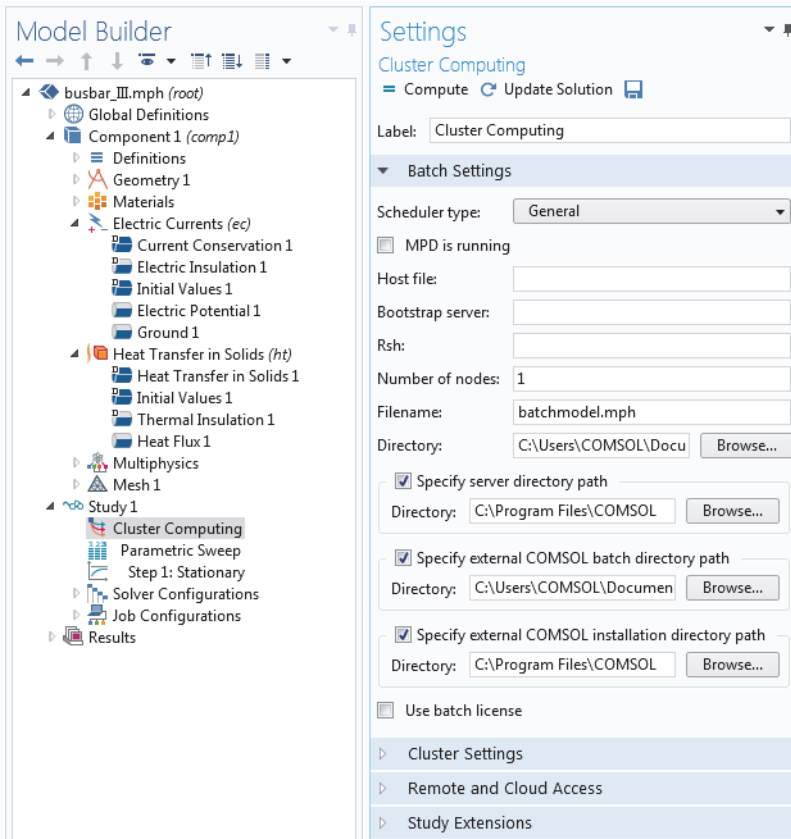 Model Builder
busbar_III.mph (root)
Global Definitions
Component 1 (comp1)
Definitions
Geometry 1
Materials
Electric Currents (ec)
Current Conservation 1
Electric Insulation 1
Initial Values 1
Electric Potential 1
Ground 1
Heat Transfer in Solids (ht)
Heat Transfer in Solids 1
Initial Values 1
Thermal Insulation 1
Heat Flux 1
Multiphysics
Mesh 1
Study 1
Cluster Computing
Parametric Sweep
Step 1: Stationary
Solver Configurations
Job Configurations
Results
Settings
Cluster Computing
Compute Update Solution
Label: Cluster Computing
Batch Settings
Scheduler type: General
MPD is running
Host file:
Bootstrap server:
Rsh:
Number of nodes: 1
Filename: batchmodel.mph
Directory: C:\Users\COMSOL\Docu Browse...
Specify server directory path
Directory: C:\Program Files\COMSOL Browse...
Specify external COMSOL batch directory path
Directory: C:\Users\COMSOL\Documen Browse...
Specify external COMSOL installation directory path
Directory: C:\Program Files\COMSOL Browse...
Use batch license
Cluster Settings
Remote and Cloud Access
Study Extensions